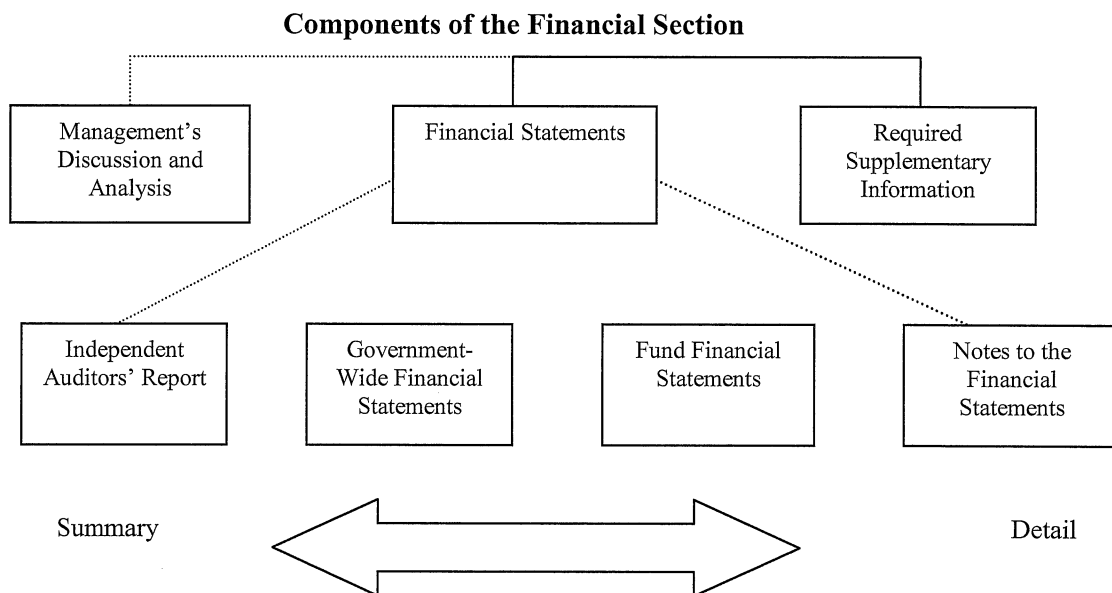 Components of the Financial Section
Management’s
Discussion and
Analysis
Financial Statements
Required
Supplementary
Information
Independent
Auditors’ Report
Government-
Wide Financial
Statements
Fund Financial
Statements
Notes to the
Financial
Statements
Summary
Detail